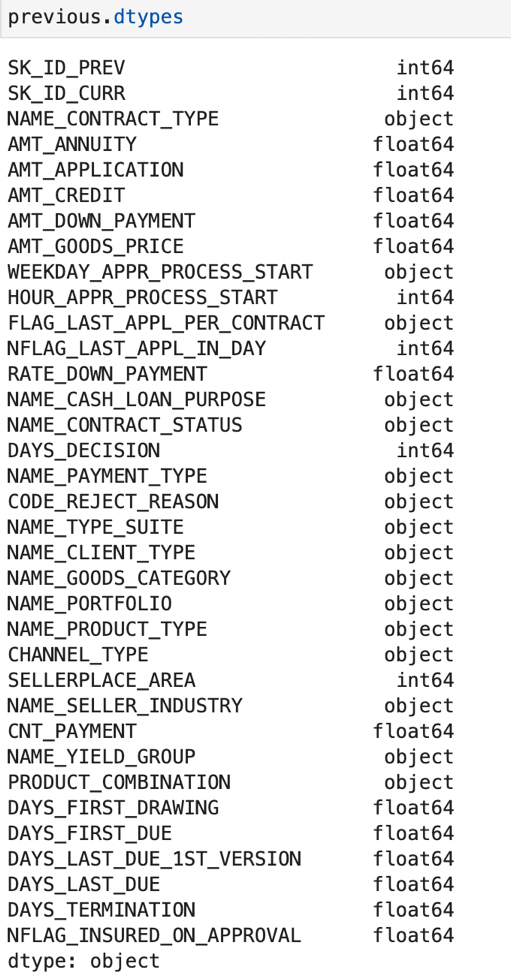 previous.dtypes
SK_ID_PREV int64
SK_ID_CURR int64
NAME_CONTRACT_TYPE object
AMT_ANNUITY float64
AMT_APPLICATION float64
AMT_CREDIT float64
AMT_DOWN_PAYMENT float64
AMT_GOODS_PRICE float64
WEEKDAY_APPR_PROCESS_START object
HOUR_APPR_PROCESS_START int64
FLAG_LAST_APPL_PER_CONTRACT object
NFLAG_LAST_APPL_IN_DAY int64
RATE_DOWN_PAYMENT float64
NAME_CASH_LOAN_PURPOSE object
NAME_CONTRACT_STATUS object
DAYS_DECISION int64
NAME_PAYMENT_TYPE object
CODE_REJECT_REASON object
NAME_TYPE_SUITE object
NAME_CLIENT_TYPE object
NAME_GOODS_CATEGORY object
NAME_PORTFOLIO object
NAME_PRODUCT_TYPE object
CHANNEL_TYPE object
SELLERPLACE_AREA int64
NAME_SELLER_INDUSTRY object
CNT_PAYMENT float64
NAME_YIELD_GROUP object
PRODUCT_COMBINATION object
DAYS_FIRST_DRAWING float64
DAYS_FIRST_DUE float64
DAYS_LAST_DUE_1ST_VERSION float64
DAYS_LAST_DUE float64
DAYS_TERMINATION float64
NFLAG_INSURED_ON_APPROVAL float64
dtype: object